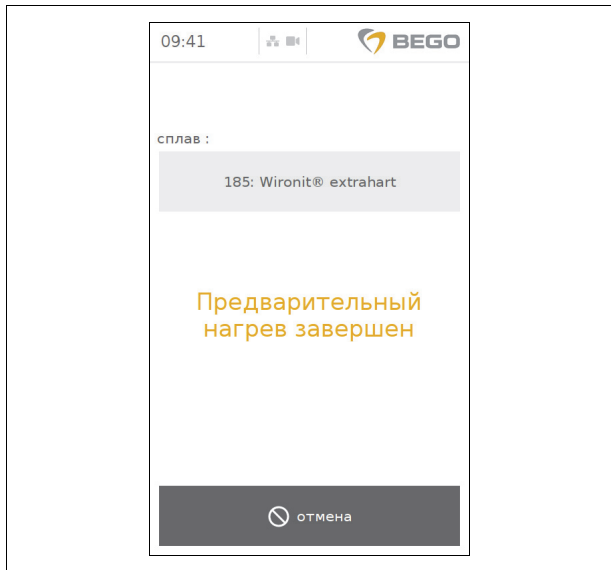 09:41
BEGO
сплав :
185: Wironit® extrahart
Предварительный
нагрев завершен
отмена